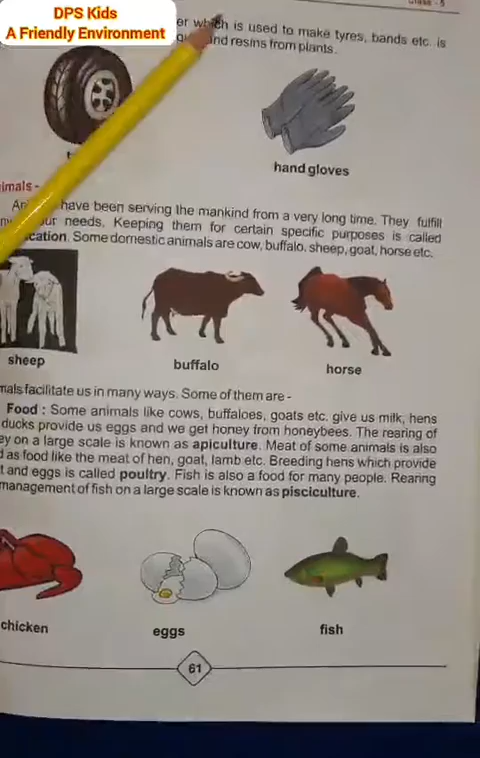 DPS Kids
A Friendly Environment
Class - 5
er which is used to make tyres, bands etc. is
and resins from plants.
hand gloves
imals -
have been serving the mankind from a very long time. They fulfill
our needs. Keeping them for certain specific purposes is called
cation. Some domestic animals are cow, buffalo, sheep, goat, horse etc.
sheep
buffalo
horse
mals facilitate us in many ways. Some of them are -
Food : Some animals like cows, buffaloes, goats etc. give us milk, hens
ducks provide us eggs and we get honey from honeybees. The rearing of
ey on a large scale is known as apiculture. Meat of some animals is also
d as food like the meat of hen, goat, lamb etc. Breeding hens which provide
t and eggs is called poultry. Fish is also a food for many people. Rearing
management of fish on a large scale is known as pisciculture.
chicken
eggs
fish
61